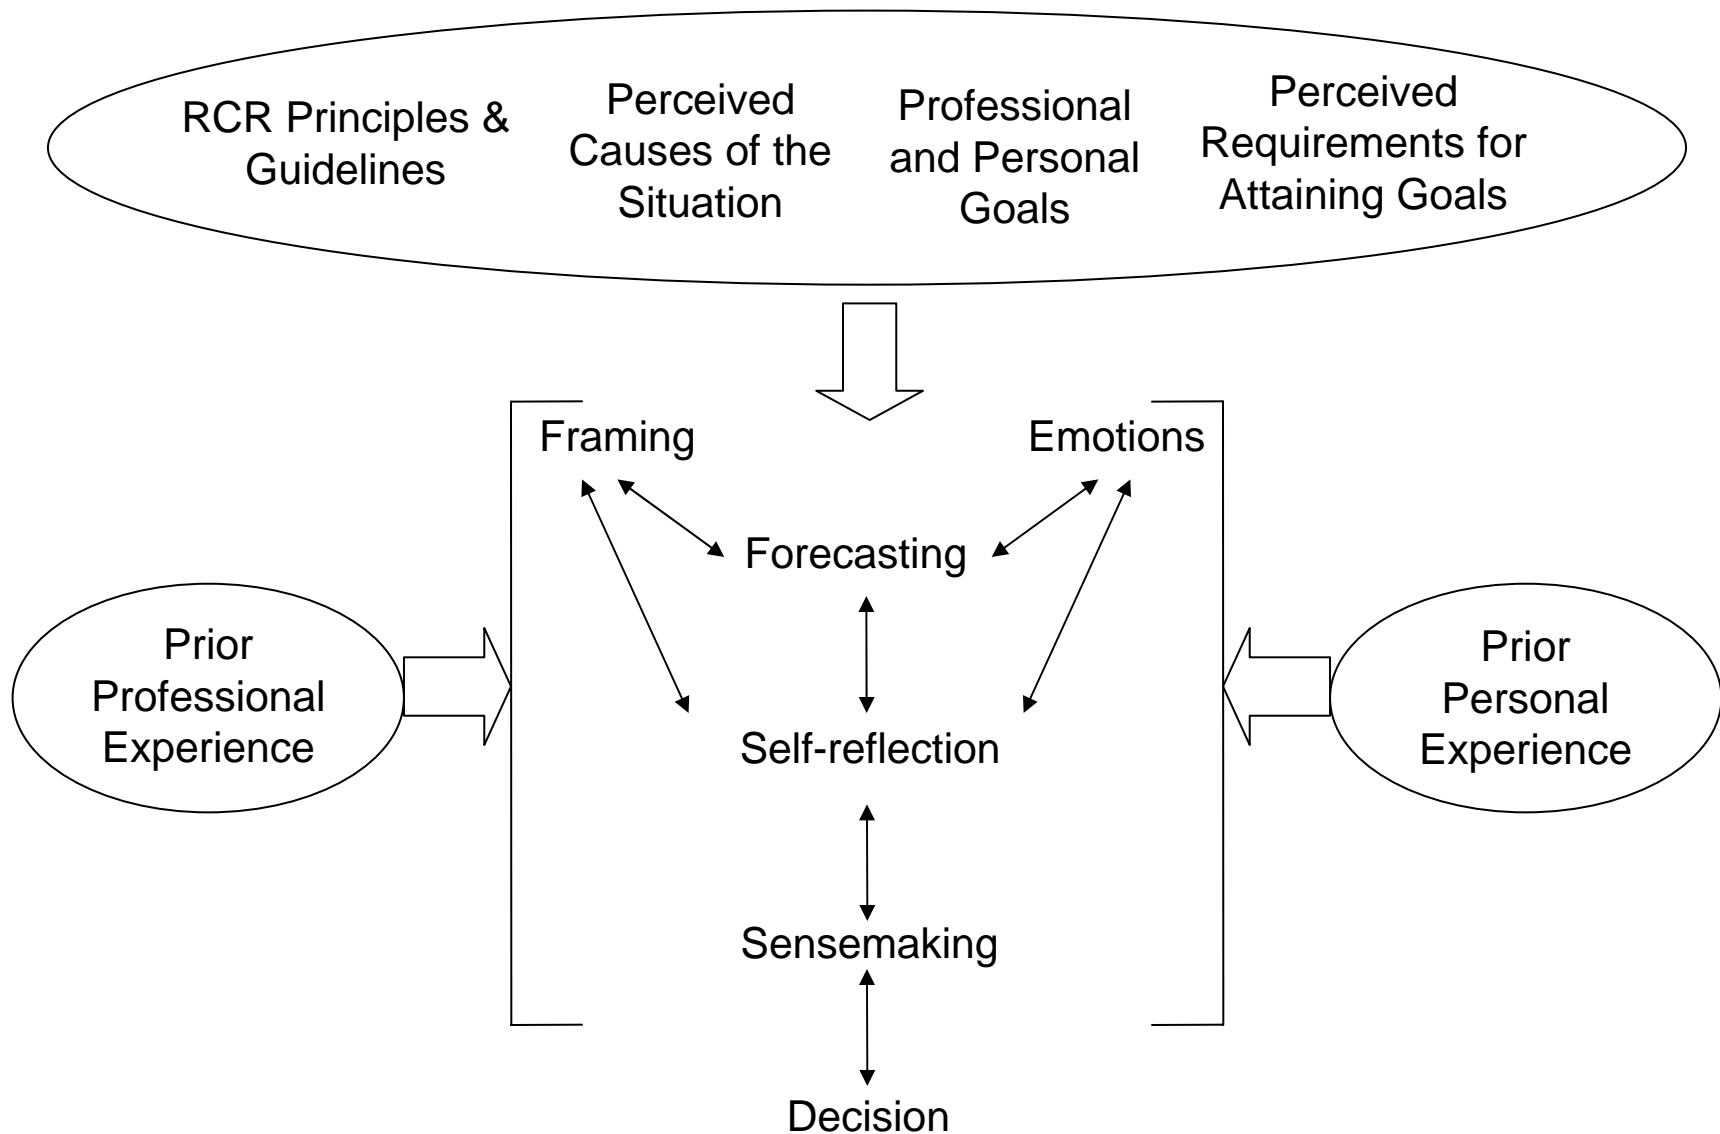 RCR Principles &
Guidelines
Perceived
Causes of the
Situation
Professional
and Personal
Goals
Perceived
Requirements for
Attaining Goals
Framing
Emotions
Forecasting
Prior
Professional
Experience
Self-reflection
Prior
Personal
Experience
Sensemaking
Decision